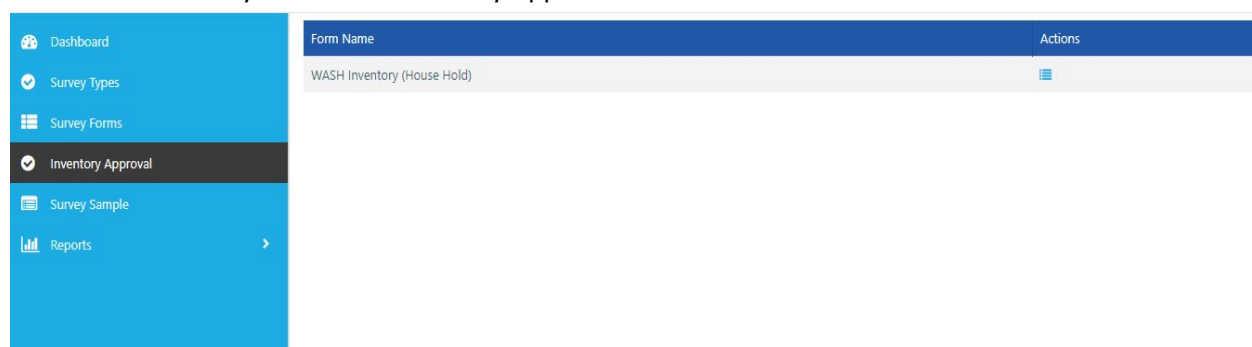 Dashboard
Survey Types
Survey Forms
Inventory Approval
Survey Sample
Reports
Form Name Actions
WASH Inventory (House Hold)